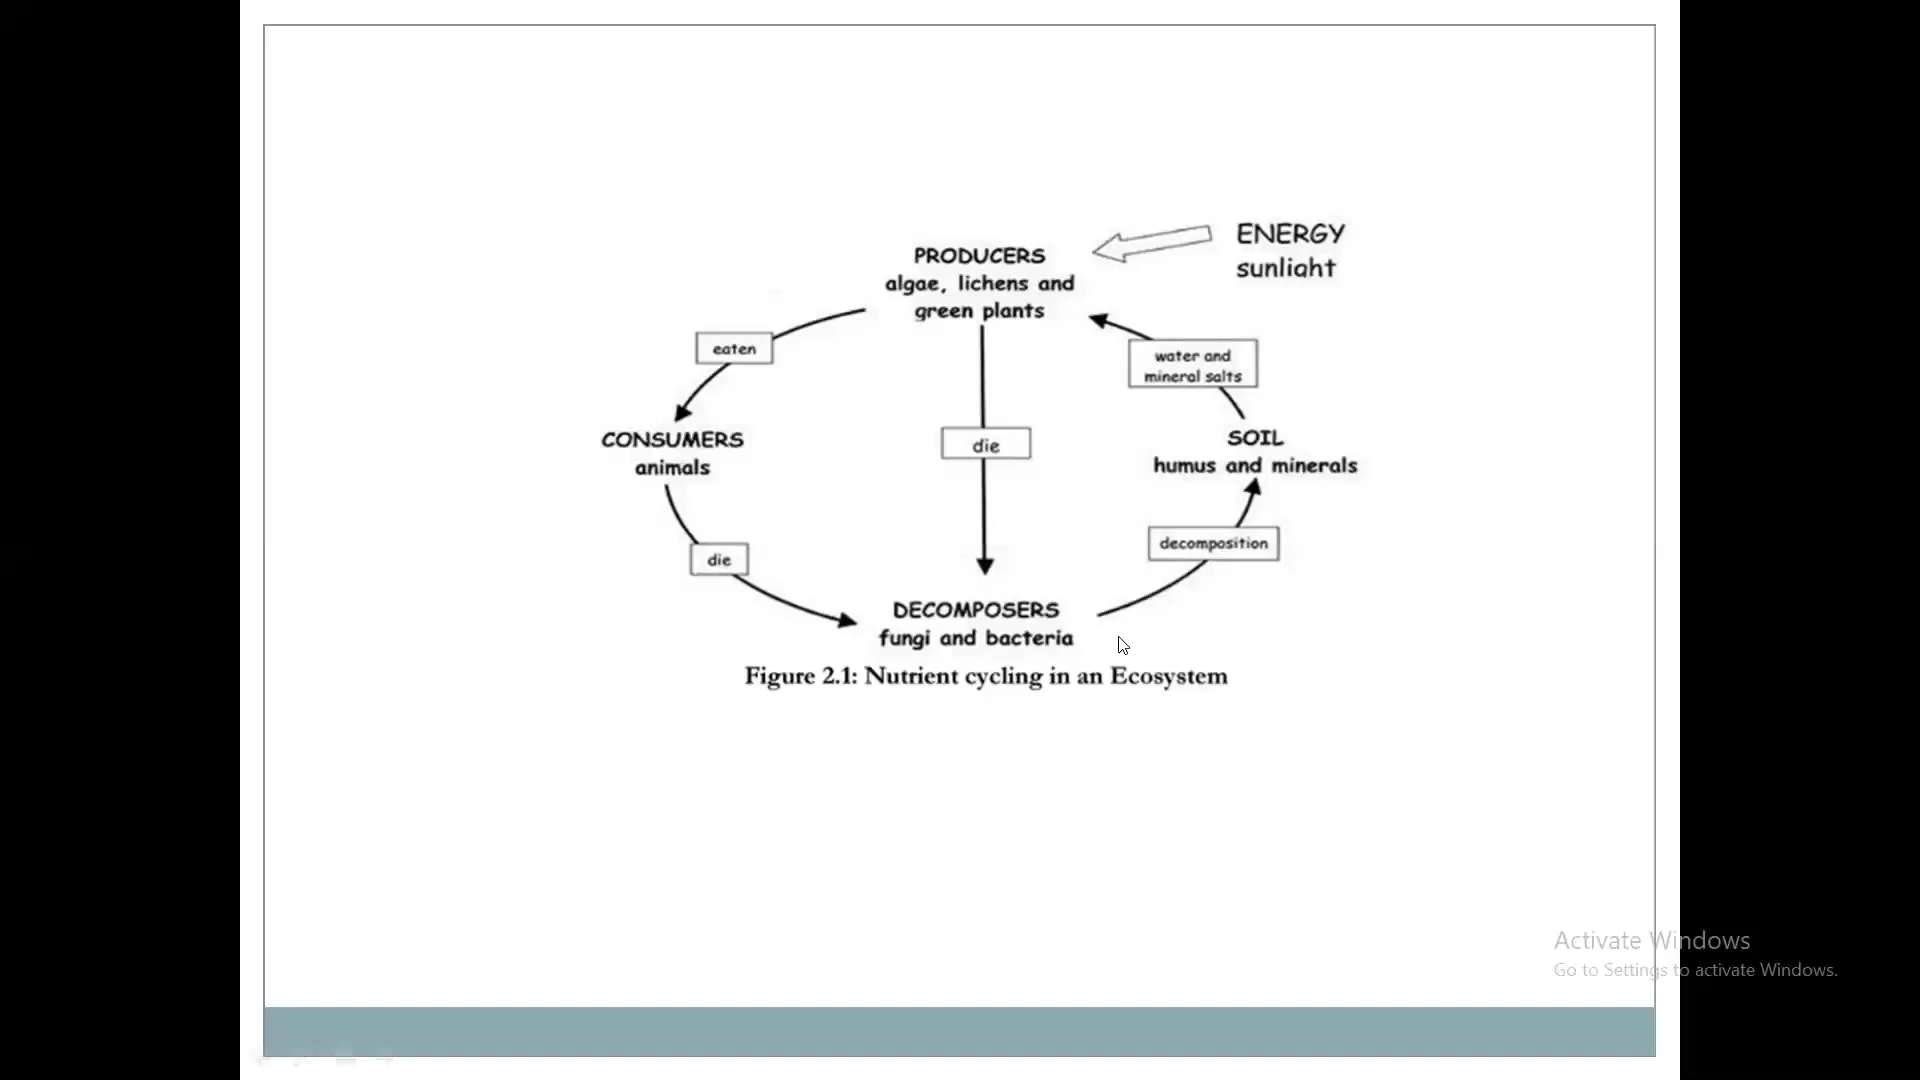 ENERGY
sunlight
PRODUCERS
algae, lichens and
green plants
eaten
water and
mineral salts
CONSUMERS
animals
die
SOIL
humus and minerals
die
decomposition
DECOMPOSERS
fungi and bacteria
Figure 2.1: Nutrient cycling in an Ecosystem
Activate Windows
Go to Settings to activate Windows.